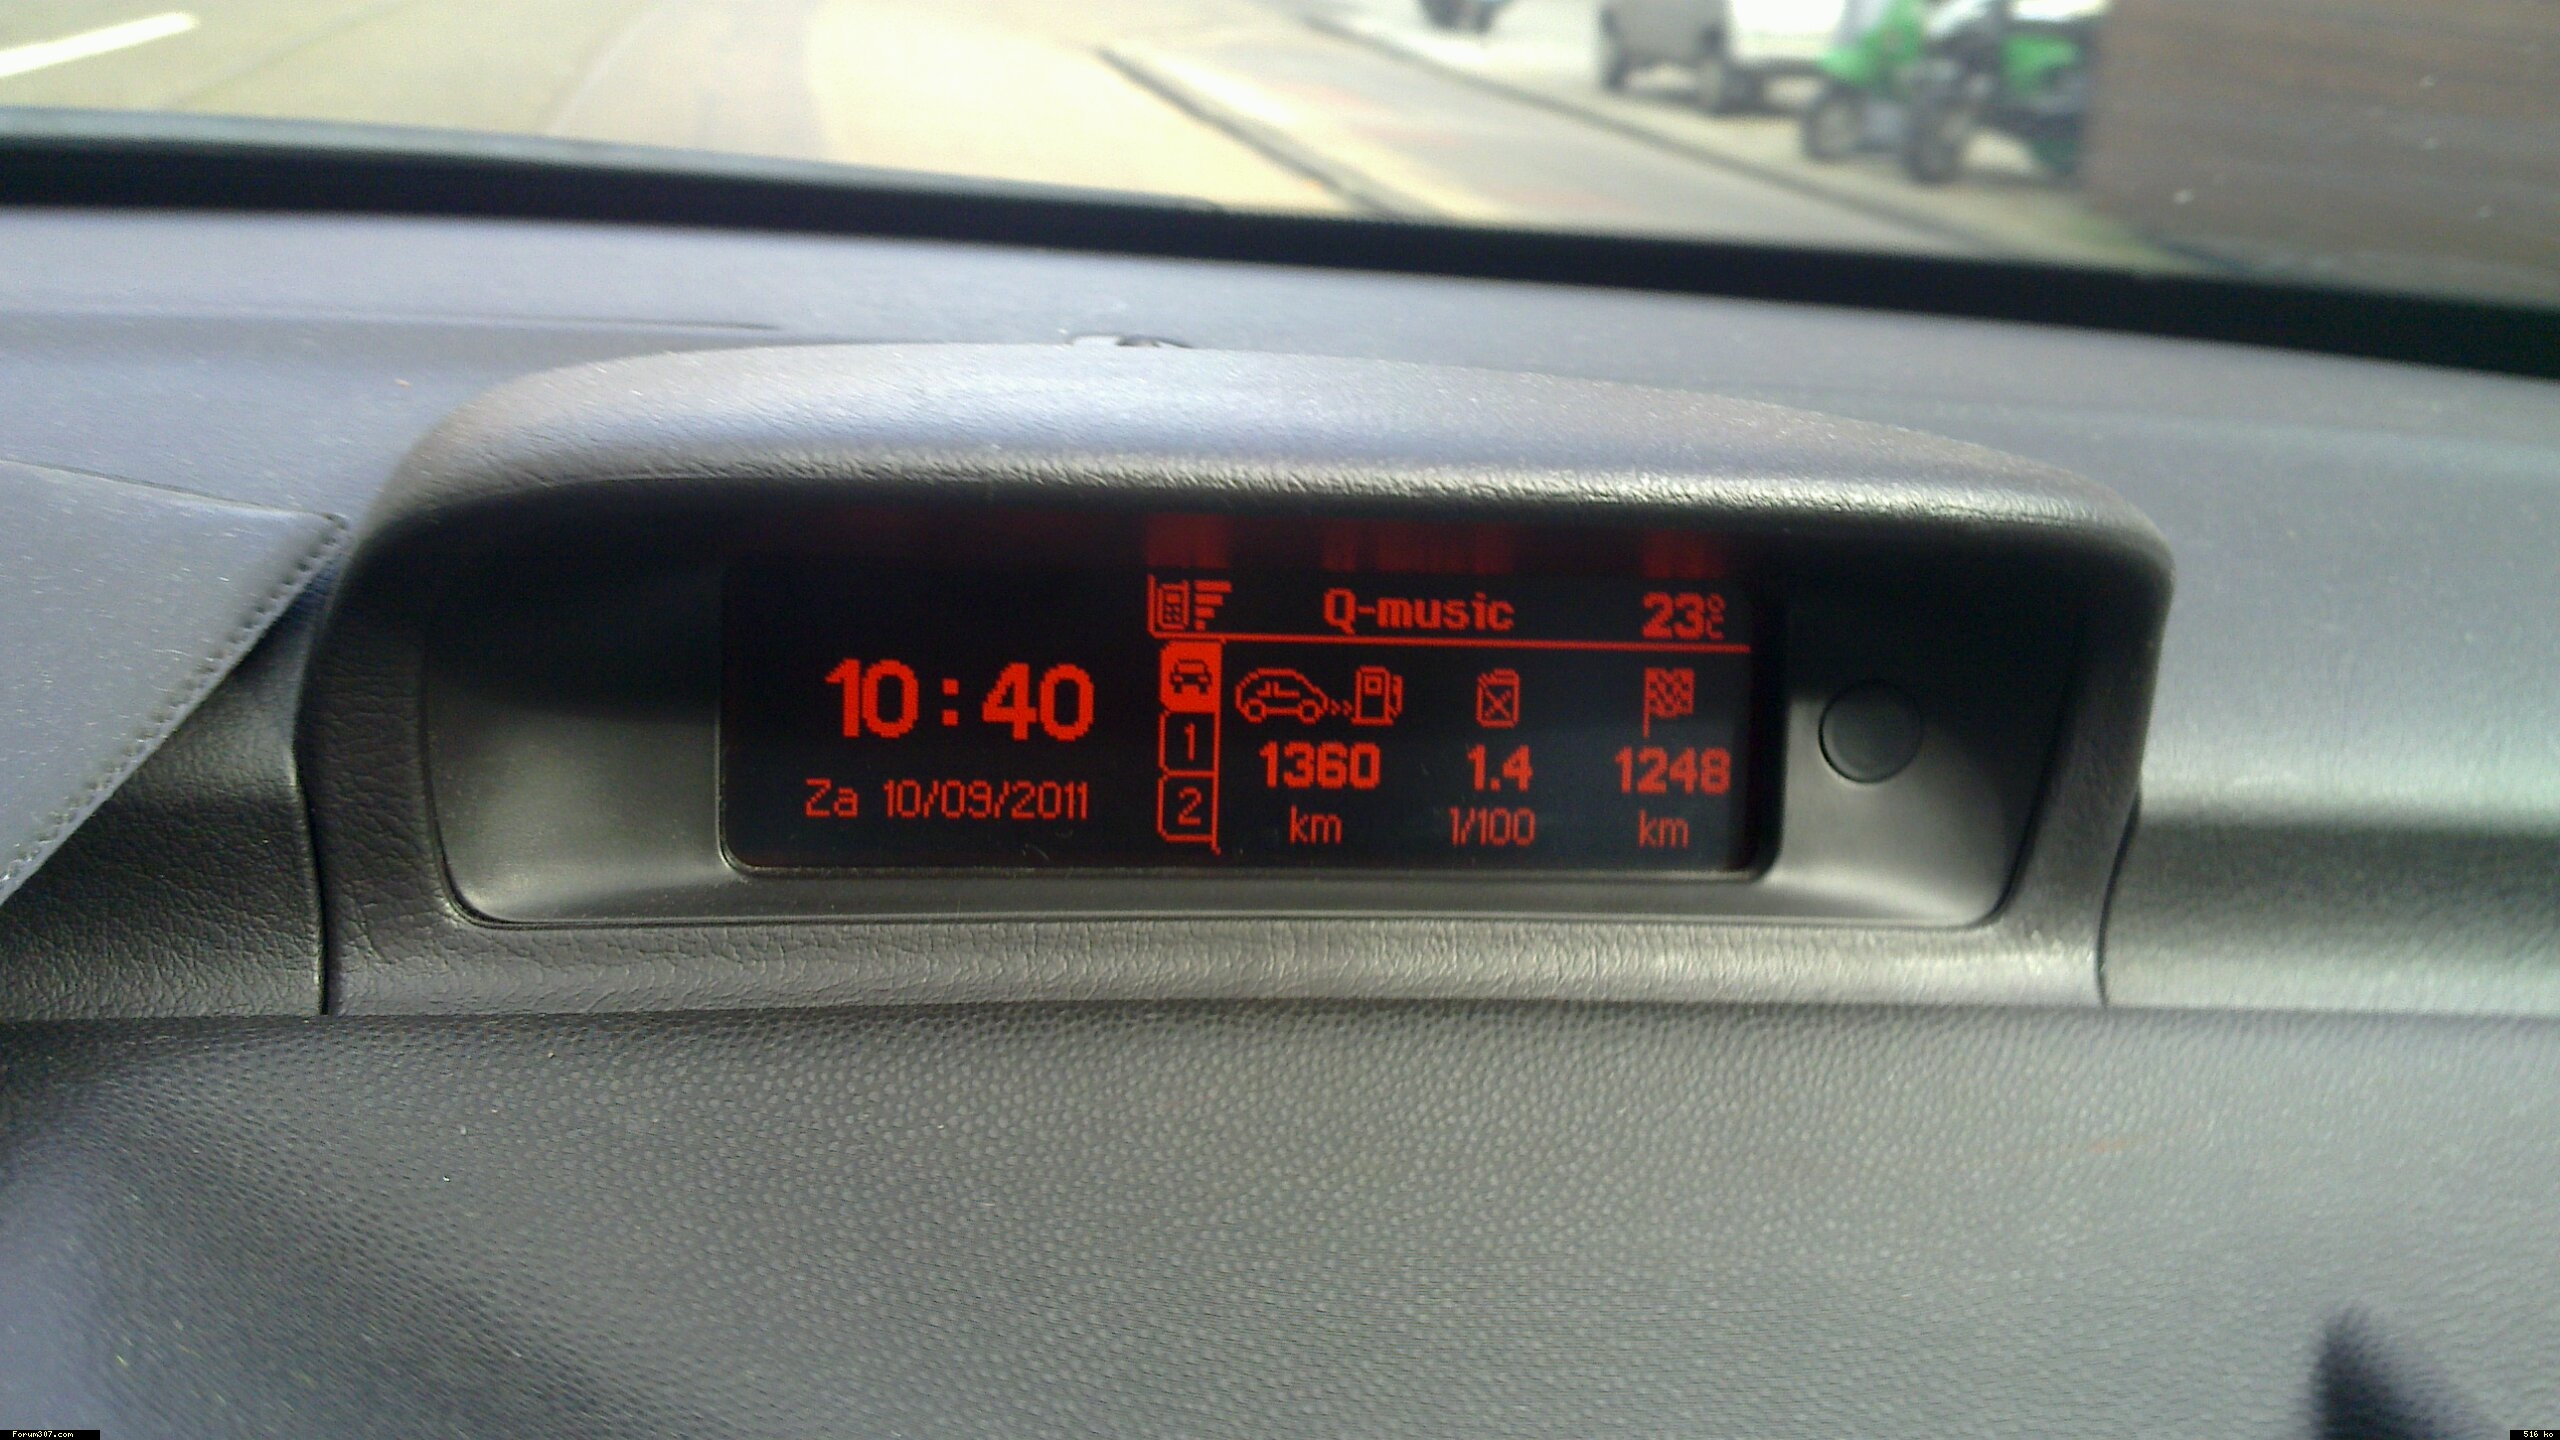 Q-music 23°C
10:40
Za 10/09/2011
1
2
1360 1.4 1248
km 1/100 km
Forum307.com
516 ko